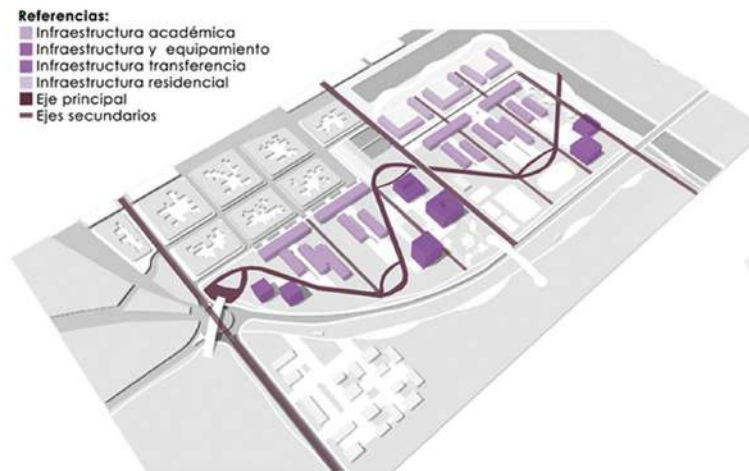 Referencias:
Infraestructura académica
Infraestructura y equipamiento
Infraestructura transferencia
Infraestructura residencial
Eje principal
Ejes secundarios